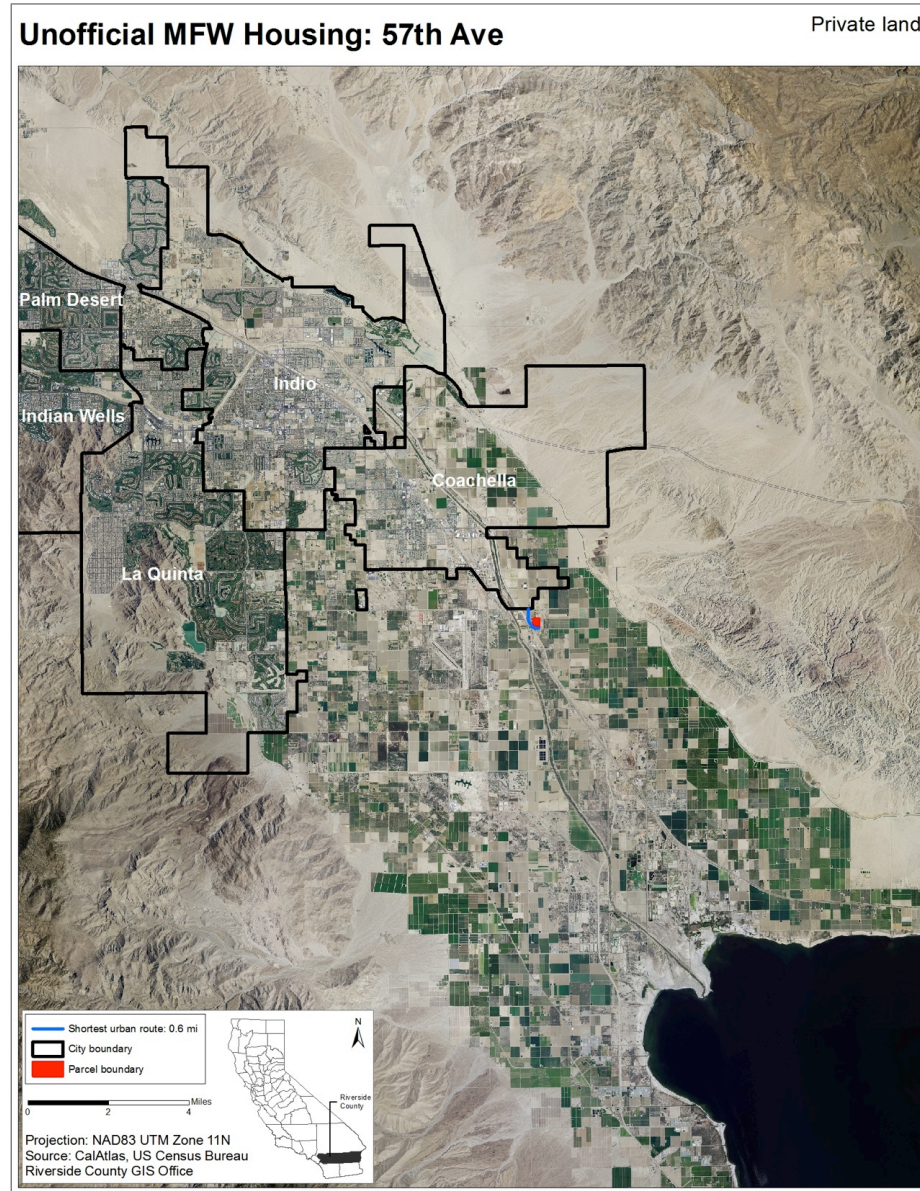 Unofficial MFW Housing: 57th Ave
Private land
Palm Desert
Indio
Indian Wells
Coachella
La Quinta
Shortest urban route: 0.6 mi
City boundary
Parcel boundary
0 2 4 Miles
N
Riverside
County
Projection: NAD83 UTM Zone 11N
Source: CalAtlas, US Census Bureau
Riverside County GIS Office